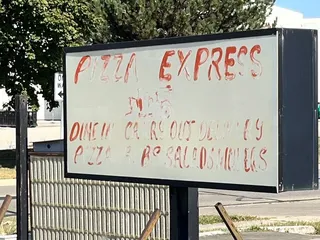 PIZZA EXPRESS
DINE IN CARRY OUT DELIVERY
PIZZA SALADS